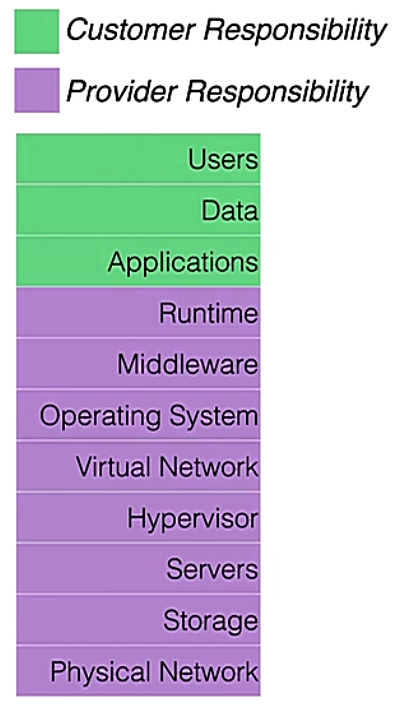 Customer Responsibility
Provider Responsibility
Users
Data
Applications
Runtime
Middleware
Operating System
Virtual Network
Hypervisor
Servers
Storage
Physical Network